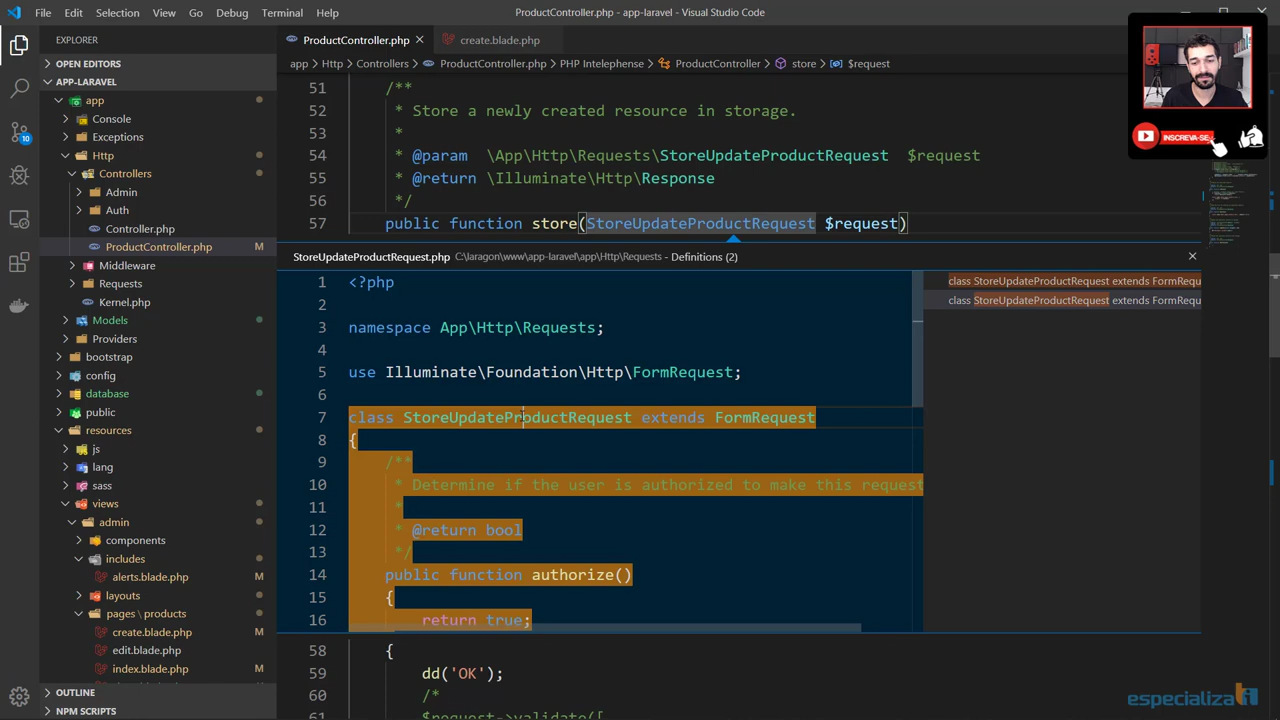 File Edit Selection View Go Debug Terminal Help ProductController.php - app-laravel - Visual Studio Code
EXPLORER
OPEN EDITORS
APP-LARAVEL
app
Console
Exceptions
Http
Controllers
Admin
Auth
Controller.php
ProductController.php M
Middleware
Requests
Kernel.php
Models
Providers
bootstrap
config
database
public
resources
js
lang
sass
views
admin
components
includes
alerts.blade.php M
layouts
pages \ products
create.blade.php M
edit.blade.php M
index.blade.php M
OUTLINE
NPM SCRIPTS
10
ProductController.php create.blade.php
app > Http > Controllers > ProductController.php > PHP Intelephense > ProductController > store > $request
51 /**
52 * Store a newly created resource in storage.
53 *
54 * @param \App\Http\Requests\StoreUpdateProductRequest $request
55 * @return \Illuminate\Http\Response
56 */
57 public function store(StoreUpdateProductRequest $request)
StoreUpdateProductRequest.php C:\laragon\www\app-laravel\app\Http\Requests - Definitions (2)
1 <?php
2
3 namespace App\Http\Requests;
4
5 use Illuminate\Foundation\Http\FormRequest;
6
7 class StoreUpdateProductRequest extends FormRequest
8 {
9 /**
10 * Determine if the user is authorized to make this request
11 *
12 * @return bool
13 */
14 public function authorize()
15 {
16 return true;
class StoreUpdateProductRequest extends FormRequ
class StoreUpdateProductRequest extends FormRequ
58 {
59 dd('OK');
60 /*
61 $request->validate([
INSCREVA-SE
especializati